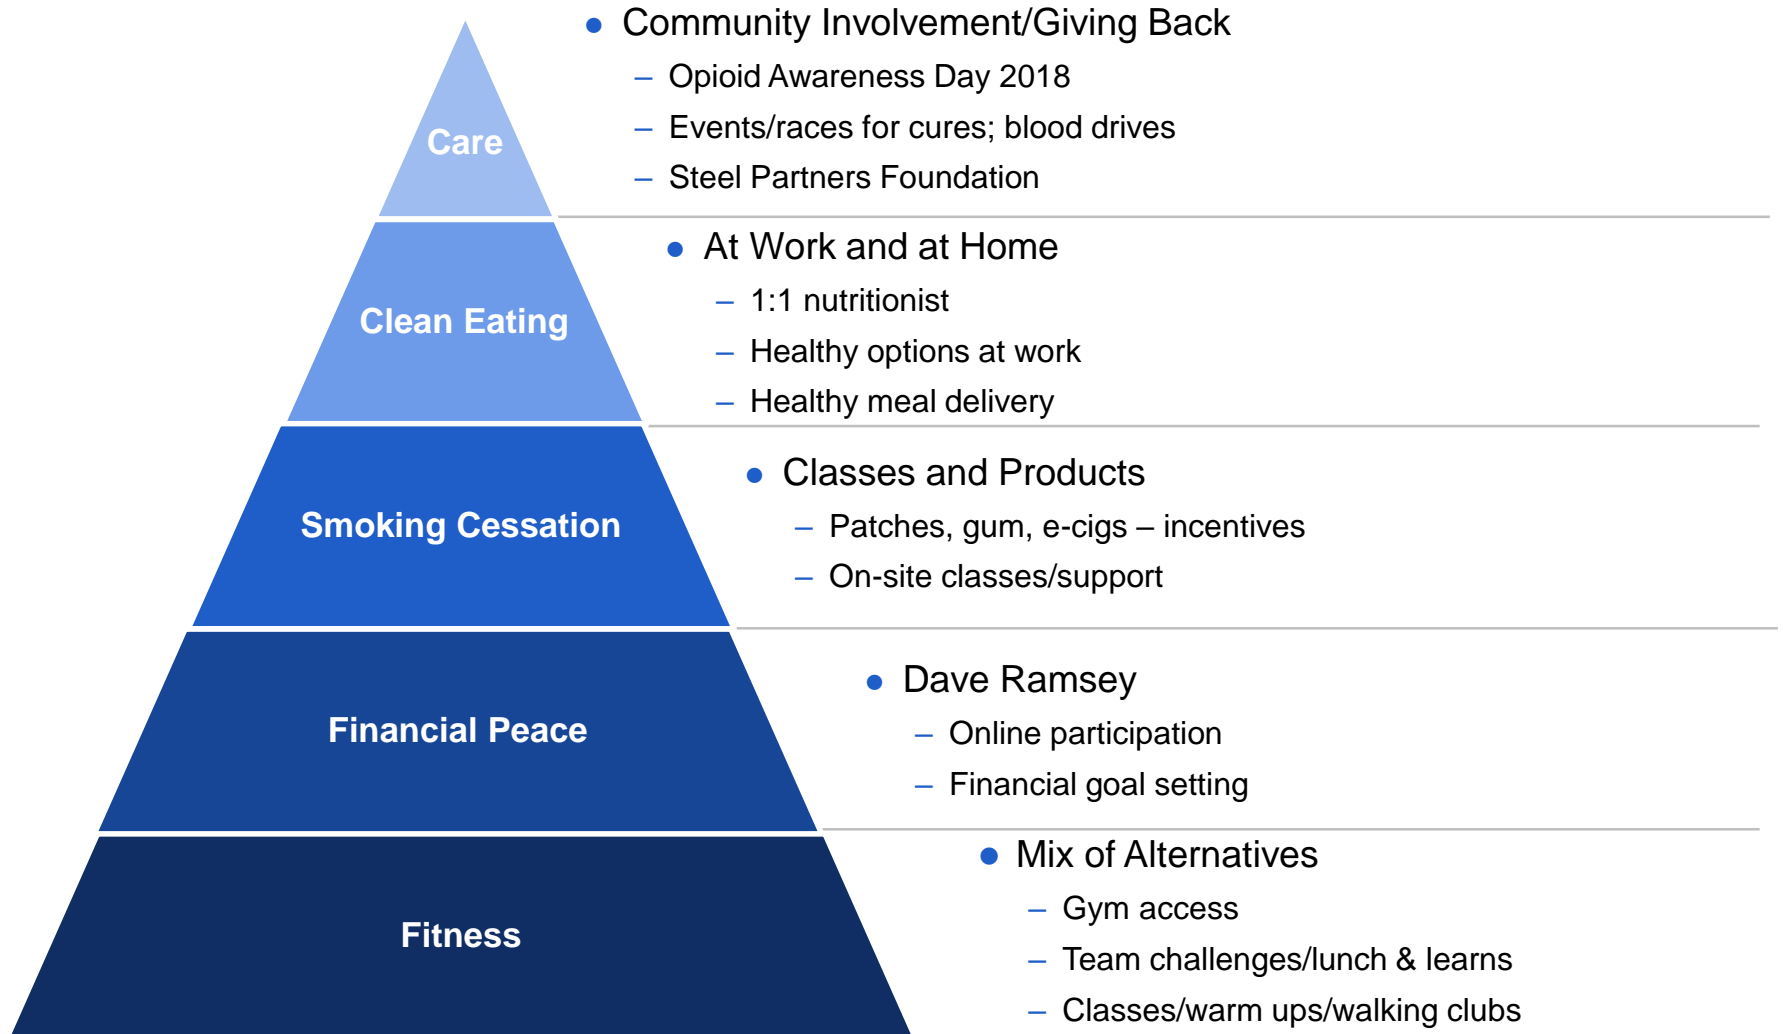 Care
● Community Involvement/Giving Back
– Opioid Awareness Day 2018
– Events/races for cures; blood drives
– Steel Partners Foundation
Clean Eating
● At Work and at Home
– 1:1 nutritionist
– Healthy options at work
– Healthy meal delivery
Smoking Cessation
● Classes and Products
– Patches, gum, e-cigs – incentives
– On-site classes/support
Financial Peace
● Dave Ramsey
– Online participation
– Financial goal setting
Fitness
● Mix of Alternatives
– Gym access
– Team challenges/lunch & learns
– Classes/warm ups/walking clubs